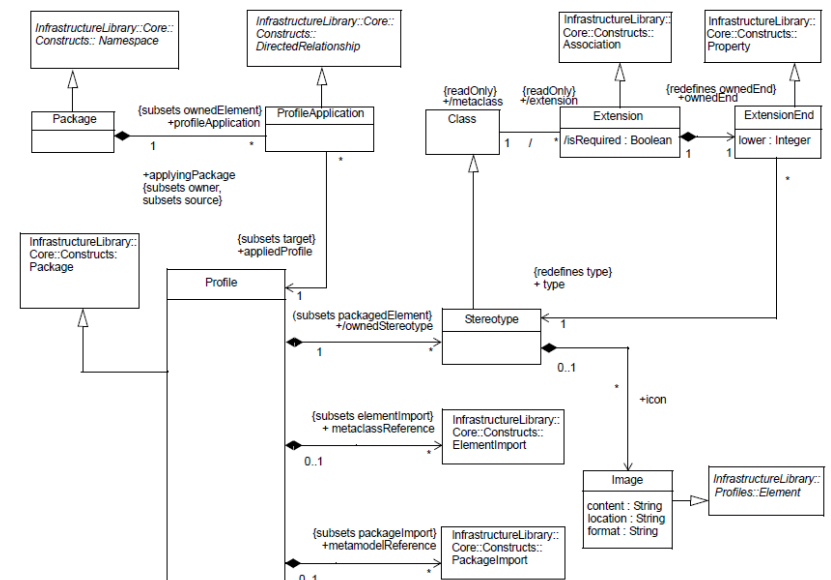 InfrastructureLibrary::Core::
Constructs:: Namespace
InfrastructureLibrary::Core::
Constructs::
DirectedRelationship
InfrastructureLibrary::
Core::Constructs::
Association
InfrastructureLibrary::
Core::Constructs::
Property
Package
{subsets ownedElement}
+profileApplication
1
*
ProfileApplication
*
+applyingPackage
{subsets owner,
subsets source}
{readOnly}
+/metaclass
{readOnly}
+/extension
Class
1
/
*
Extension
/isRequired : Boolean
{redefines ownedEnd}
+ownedEnd
1
1
ExtensionEnd
lower : Integer
*
InfrastructureLibrary::
Core::Constructs:
Package
{subsets target}
+appliedProfile
1
Profile
{redefines type}
+ type
1
(subsets packagedElement}
+/ownedStereotype
1
*
Stereotype
0..1
*
+icon
{subsets elementImport}
+ metaclassReference
0..1
*
InfrastructureLibrary::
Core::Constructs::
ElementImport
Image
content : String
location : String
format : String
InfrastructureLibrary::
Profiles::Element
{subsets packageImport}
+metamodelReference
0..1
*
InfrastructureLibrary::
Core::Constructs::
PackageImport